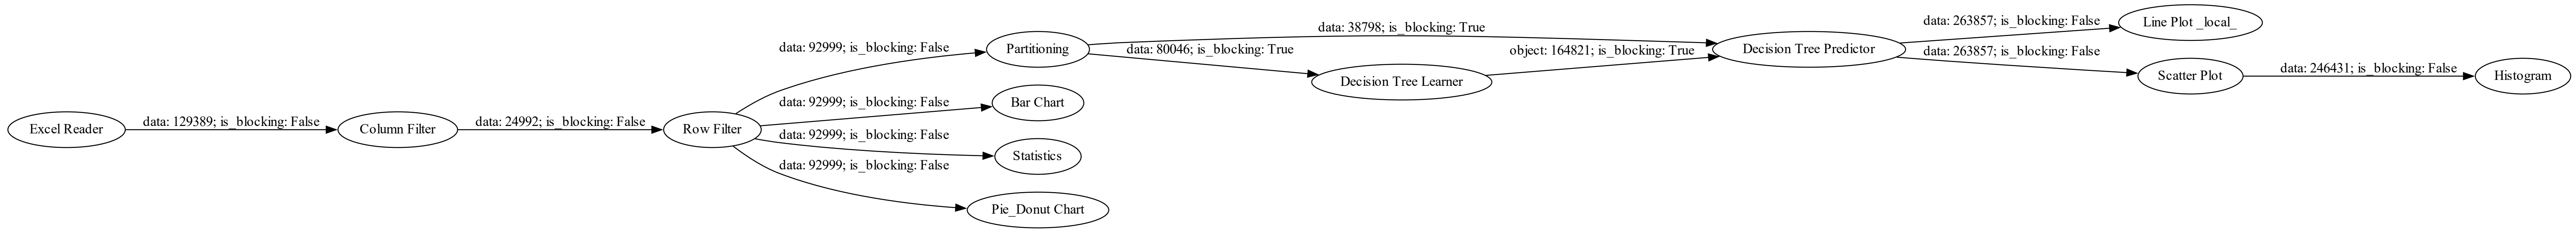 Excel Reader
data: 129389; is_blocking: False
Column Filter
data: 24992; is_blocking: False
Row Filter
data: 92999; is_blocking: False
Partitioning
data: 92999; is_blocking: False
Bar Chart
data: 92999; is_blocking: False
Statistics
data: 92999; is_blocking: False
Pie_Donut Chart
data: 38798; is_blocking: True
data: 80046; is_blocking: True
Decision Tree Learner
object: 164821; is_blocking: True
Decision Tree Predictor
data: 263857; is_blocking: False
Line Plot _local_
data: 263857; is_blocking: False
Scatter Plot
data: 246431; is_blocking: False
Histogram